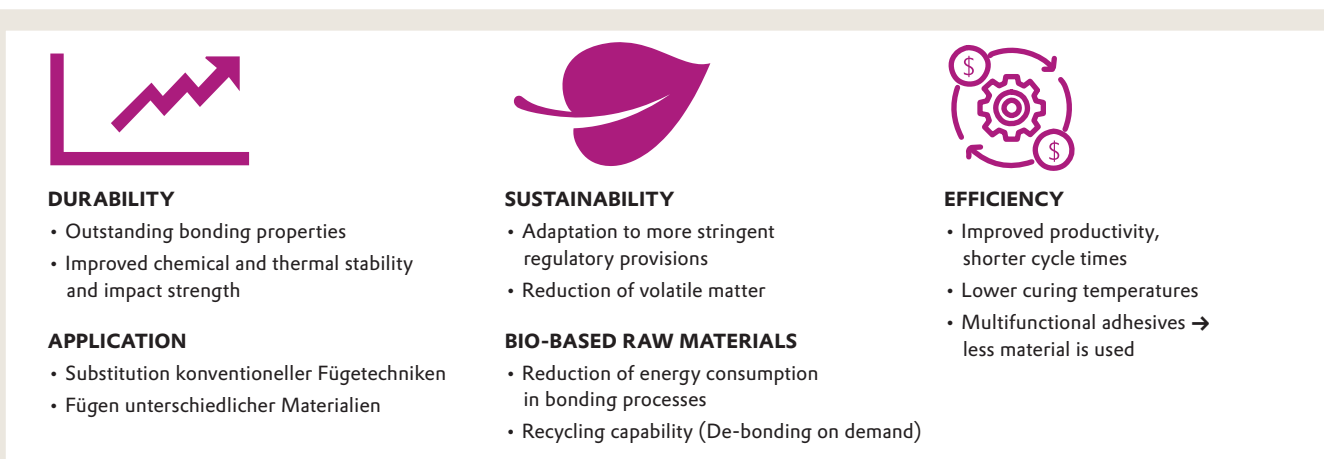 $
$
DURABILITY
• Outstanding bonding properties
• Improved chemical and thermal stability
and impact strength
APPLICATION
• Substitution konventioneller Fügetechniken
• Fügen unterschiedlicher Materialien
SUSTAINABILITY
• Adaptation to more stringent
regulatory provisions
• Reduction of volatile matter
BIO-BASED RAW MATERIALS
• Reduction of energy consumption
in bonding processes
• Recycling capability (De-bonding on demand)
EFFICIENCY
• Improved productivity,
shorter cycle times
• Lower curing temperatures
• Multifunctional adhesives →
less material is used